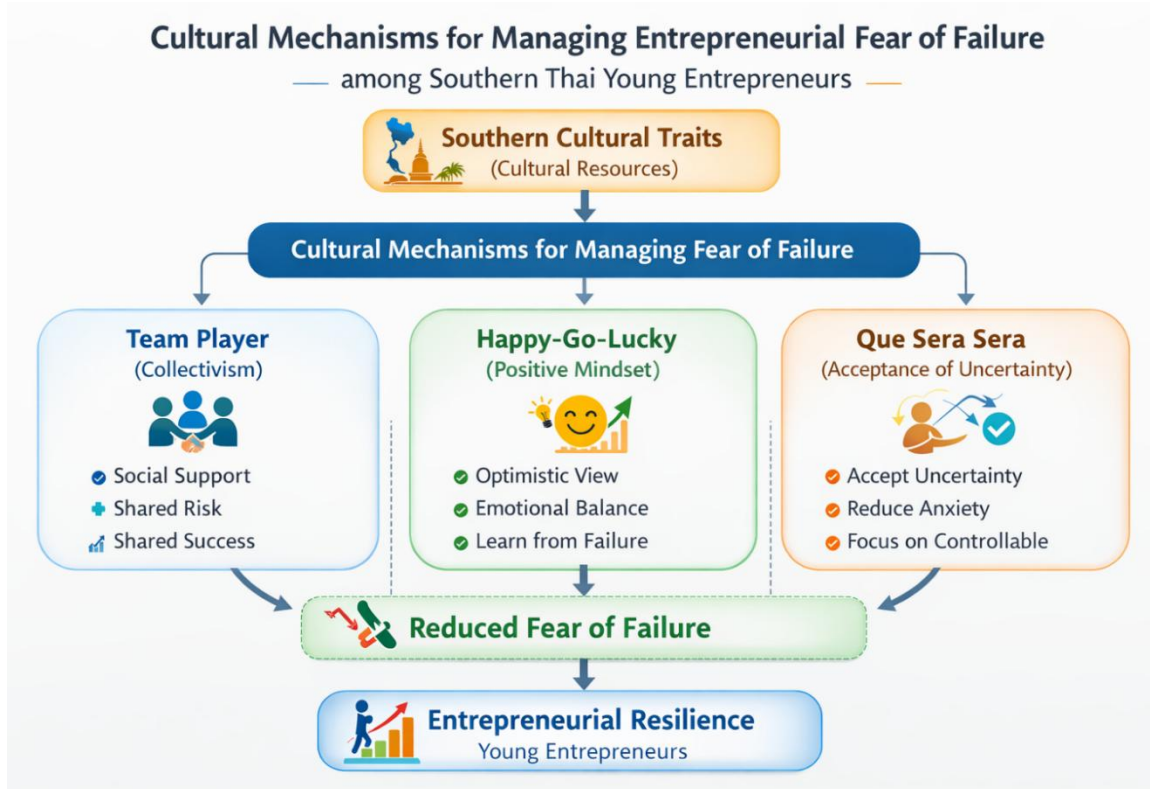 Cultural Mechanisms for Managing Entrepreneurial Fear of Failure
among Southern Thai Young Entrepreneurs
Southern Cultural Traits
(Cultural Resources)
Cultural Mechanisms for Managing Fear of Failure
Team Player
(Collectivism)
Social Support
Shared Risk
Shared Success
Happy-Go-Lucky
(Positive Mindset)
Optimistic View
Emotional Balance
Learn from Failure
Que Sera Sera
(Acceptance of Uncertainty)
Accept Uncertainty
Reduce Anxiety
Focus on Controllable
Reduced Fear of Failure
Entrepreneurial Resilience
Young Entrepreneurs